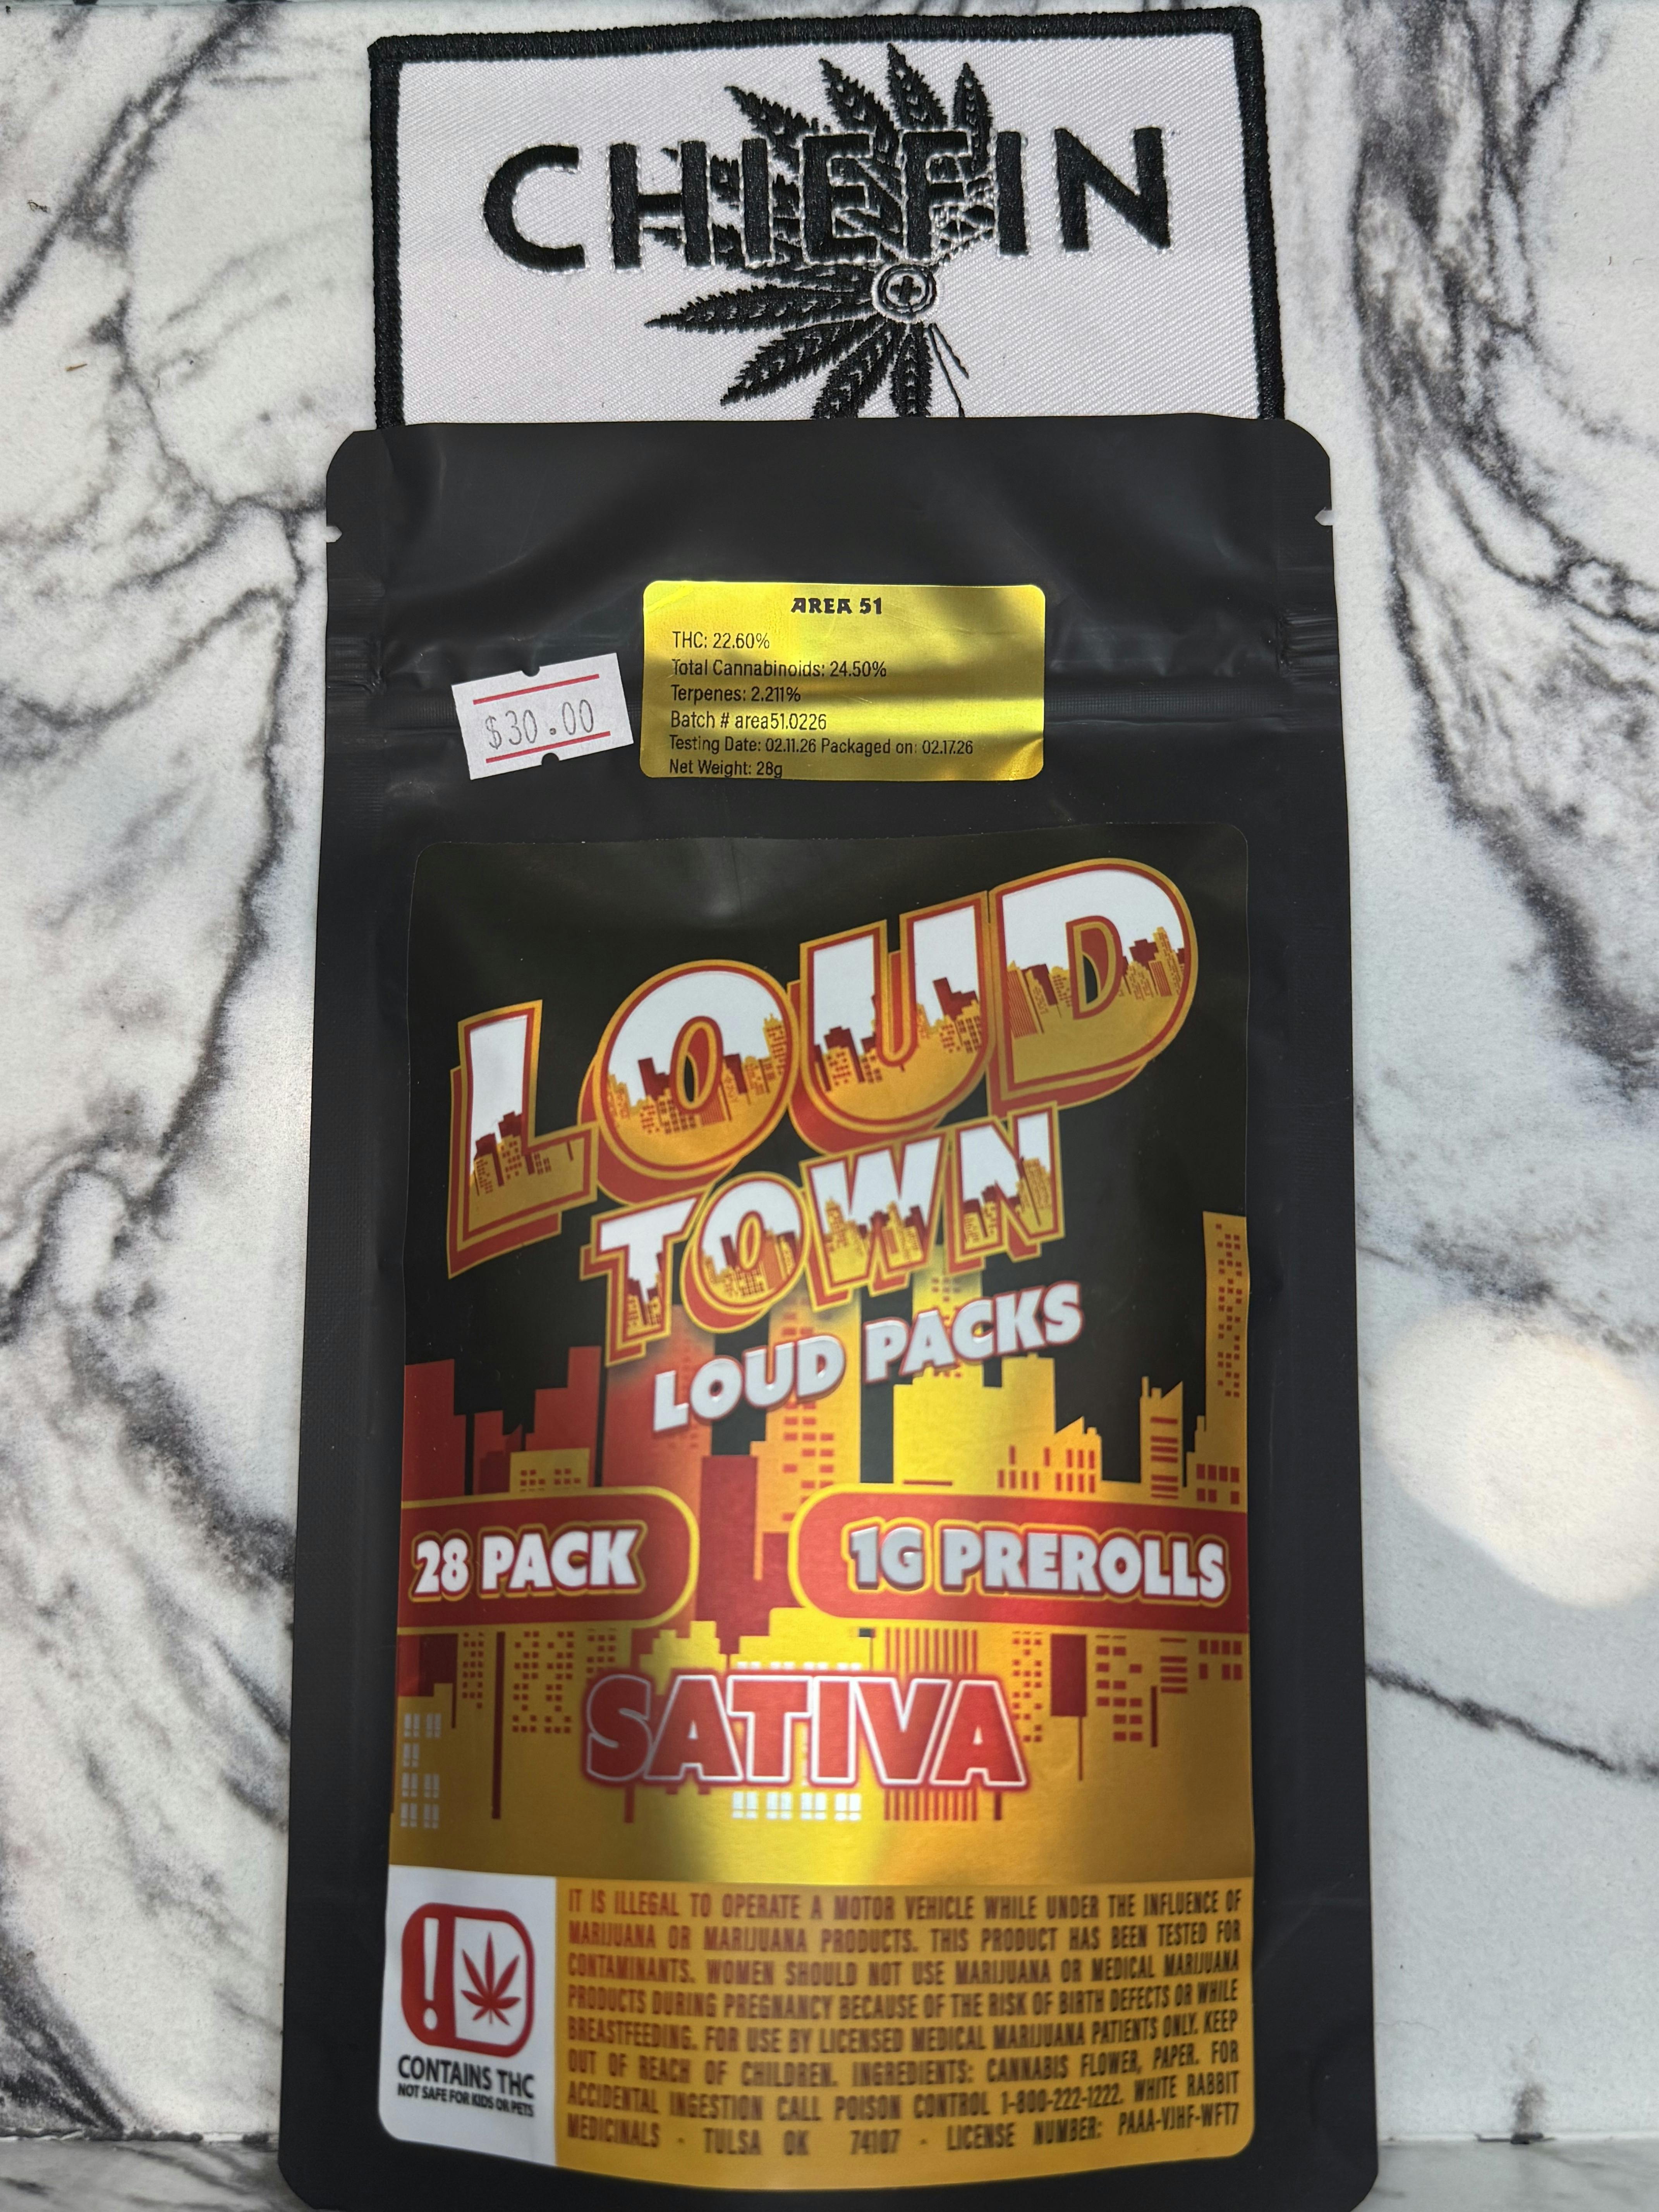 CHIEFIN
AREA 51
THC: 22.60%
Total Cannabinoids: 24.50%
Terpenes: 2.211%
Batch # area51.0226
Testing Date: 02.11.26 Packaged on: 02.17.26
Net Weight: 28g
$30.00
LOUD
TOWN
LOUD PACKS
28 PACK
1G PREROLLS
SATIVA
IT IS ILLEGAL TO OPERATE A MOTOR VEHICLE WHILE UNDER THE INFLUENCE OF
MARIJUANA OR MARIJUANA PRODUCTS. THIS PRODUCT HAS BEEN TESTED FOR
CONTAMINANTS. WOMEN SHOULD NOT USE MARIJUANA OR MEDICAL MARIJUANA
PRODUCTS DURING PREGNANCY BECAUSE OF THE RISK OF BIRTH DEFECTS OR WHILE
BREASTFEEDING. FOR USE BY LICENSED MEDICAL MARIJUANA PATIENTS ONLY. KEEP
OUT OF REACH OF CHILDREN. INGREDIENTS: CANNABIS FLOWER, PAPER. FOR
ACCIDENTAL INGESTION CALL POISON CONTROL 1-800-222-1222. WHITE RABBIT
MEDICINALS - TULSA OK 74107 - LICENSE NUMBER: PAAA-VJHF-WFT7
CONTAINS THC
NOT SAFE FOR KIDS OR PETS